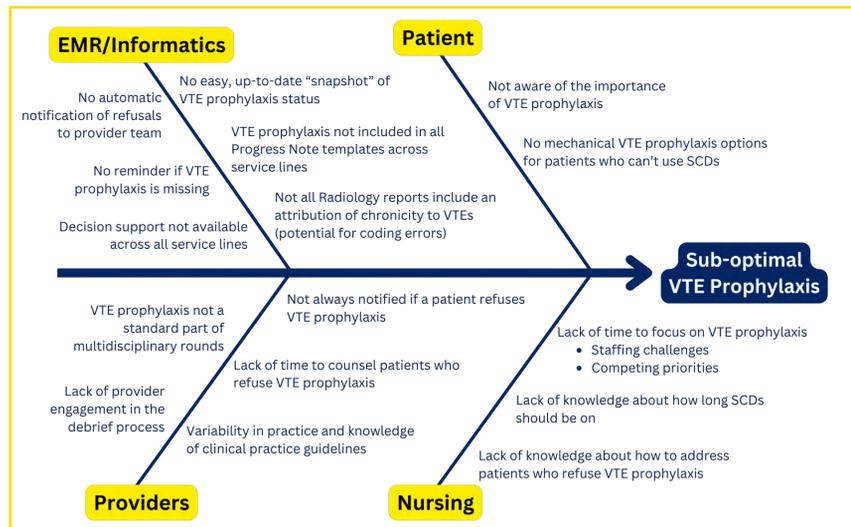 EMR/Informatics
No automatic
notification of refusals
to provider team
No reminder if VTE
prophylaxis is missing
Decision support not available
across all service lines
No easy, up-to-date “snapshot” of
VTE prophylaxis status
VTE prophylaxis not included in all
Progress Note templates across
service lines
Not all Radiology reports include an
attribution of chronicity to VTEs
(potential for coding errors)
Patient
Not aware of the importance
of VTE prophylaxis
No mechanical VTE prophylaxis options
for patients who can’t use SCDs
Sub-optimal
VTE Prophylaxis
VTE prophylaxis not a
standard part of
multidisciplinary rounds
Lack of provider
engagement in the
debrief process
Not always notified if a patient refuses
VTE prophylaxis
Lack of time to counsel patients who
refuse VTE prophylaxis
Variability in practice and knowledge
of clinical practice guidelines
Providers
Lack of time to focus on VTE prophylaxis
• Staffing challenges
• Competing priorities
Lack of knowledge about how long SCDs
should be on
Lack of knowledge about how to address
patients who refuse VTE prophylaxis
Nursing